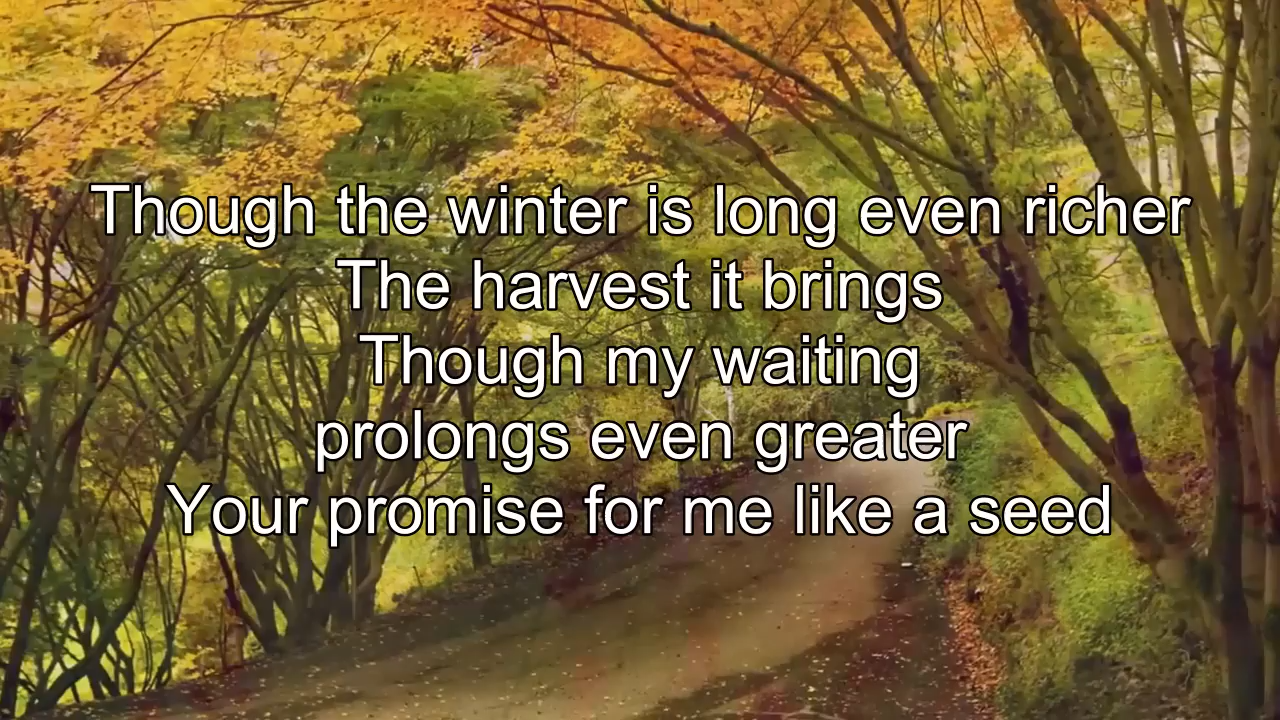 Though the winter is long even richer
The harvest it brings
Though my waiting
prolongs even greater
Your promise for me like a seed